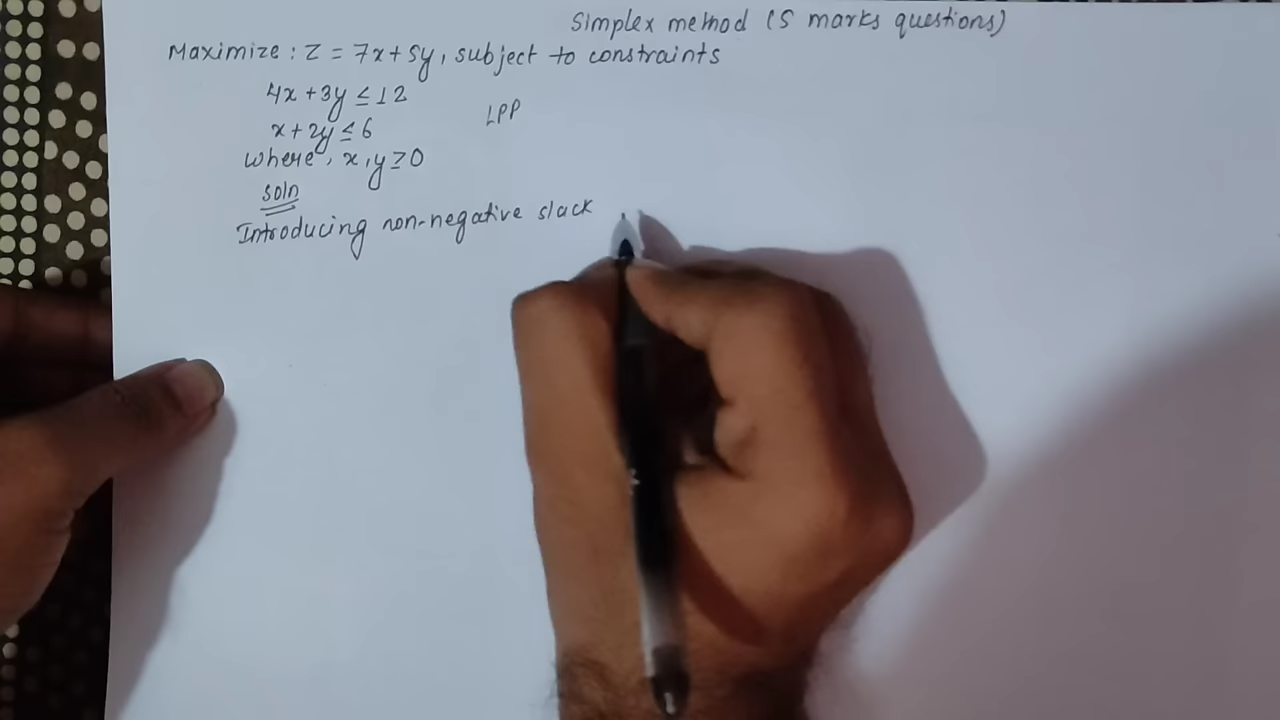 Simplex method (5 marks questions)
Maximize : Z = 7x + 5y, subject to constraints
4x + 3y ≤ 12
x + 2y ≤ 6
LPP
where, x, y ≥ 0
soln
Introducing non-negative slack